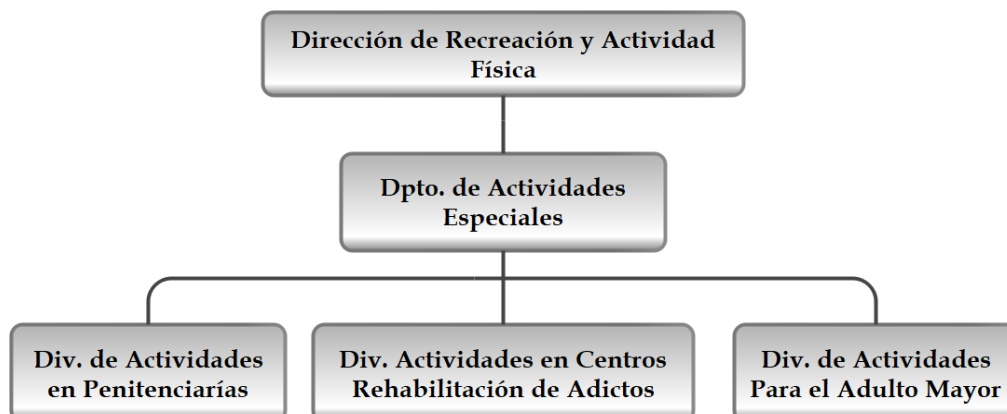 Dirección de Recreación y Actividad
Física
Dpto. de Actividades
Especiales
Div. de Actividades
en Penitenciarías
Div. Actividades en Centros
Rehabilitación de Adictos
Div. de Actividades
Para el Adulto Mayor